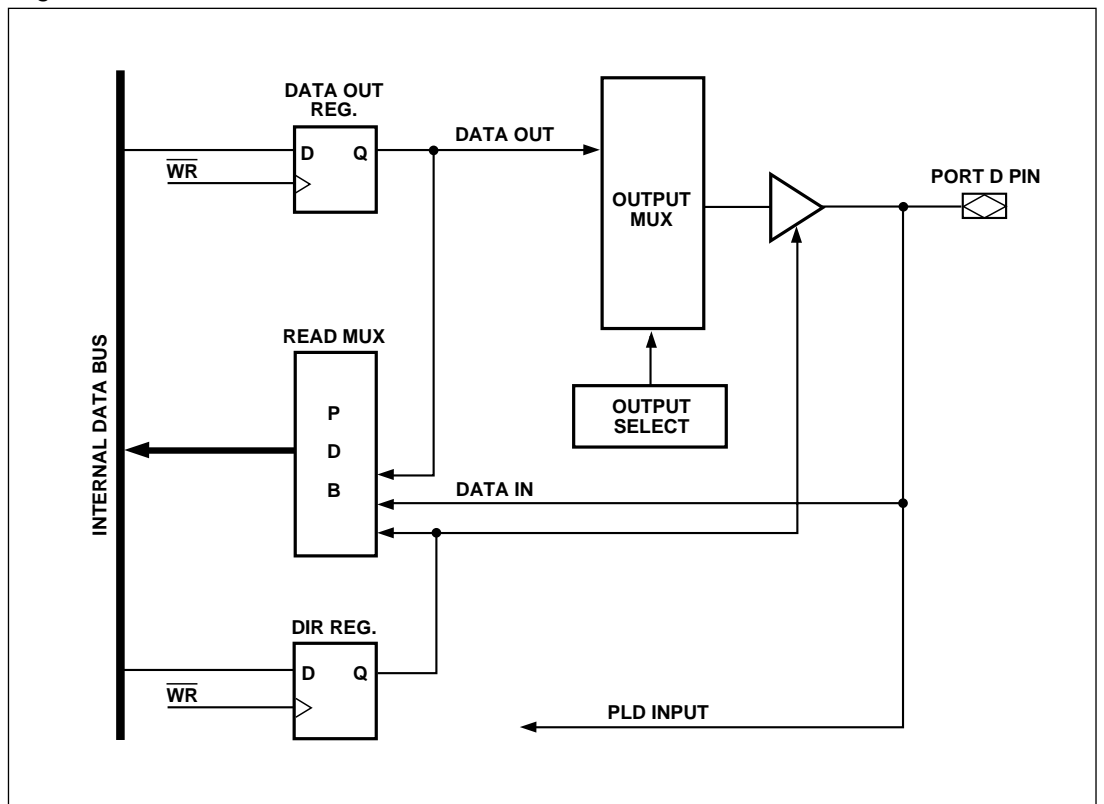 DATA OUT
REG.
D Q
WR
DATA OUT
OUTPUT
MUX
PORT D PIN
READ MUX
P
D
B
INTERNAL DATA BUS
OUTPUT
SELECT
DATA IN
DIR REG.
D Q
WR
PLD INPUT